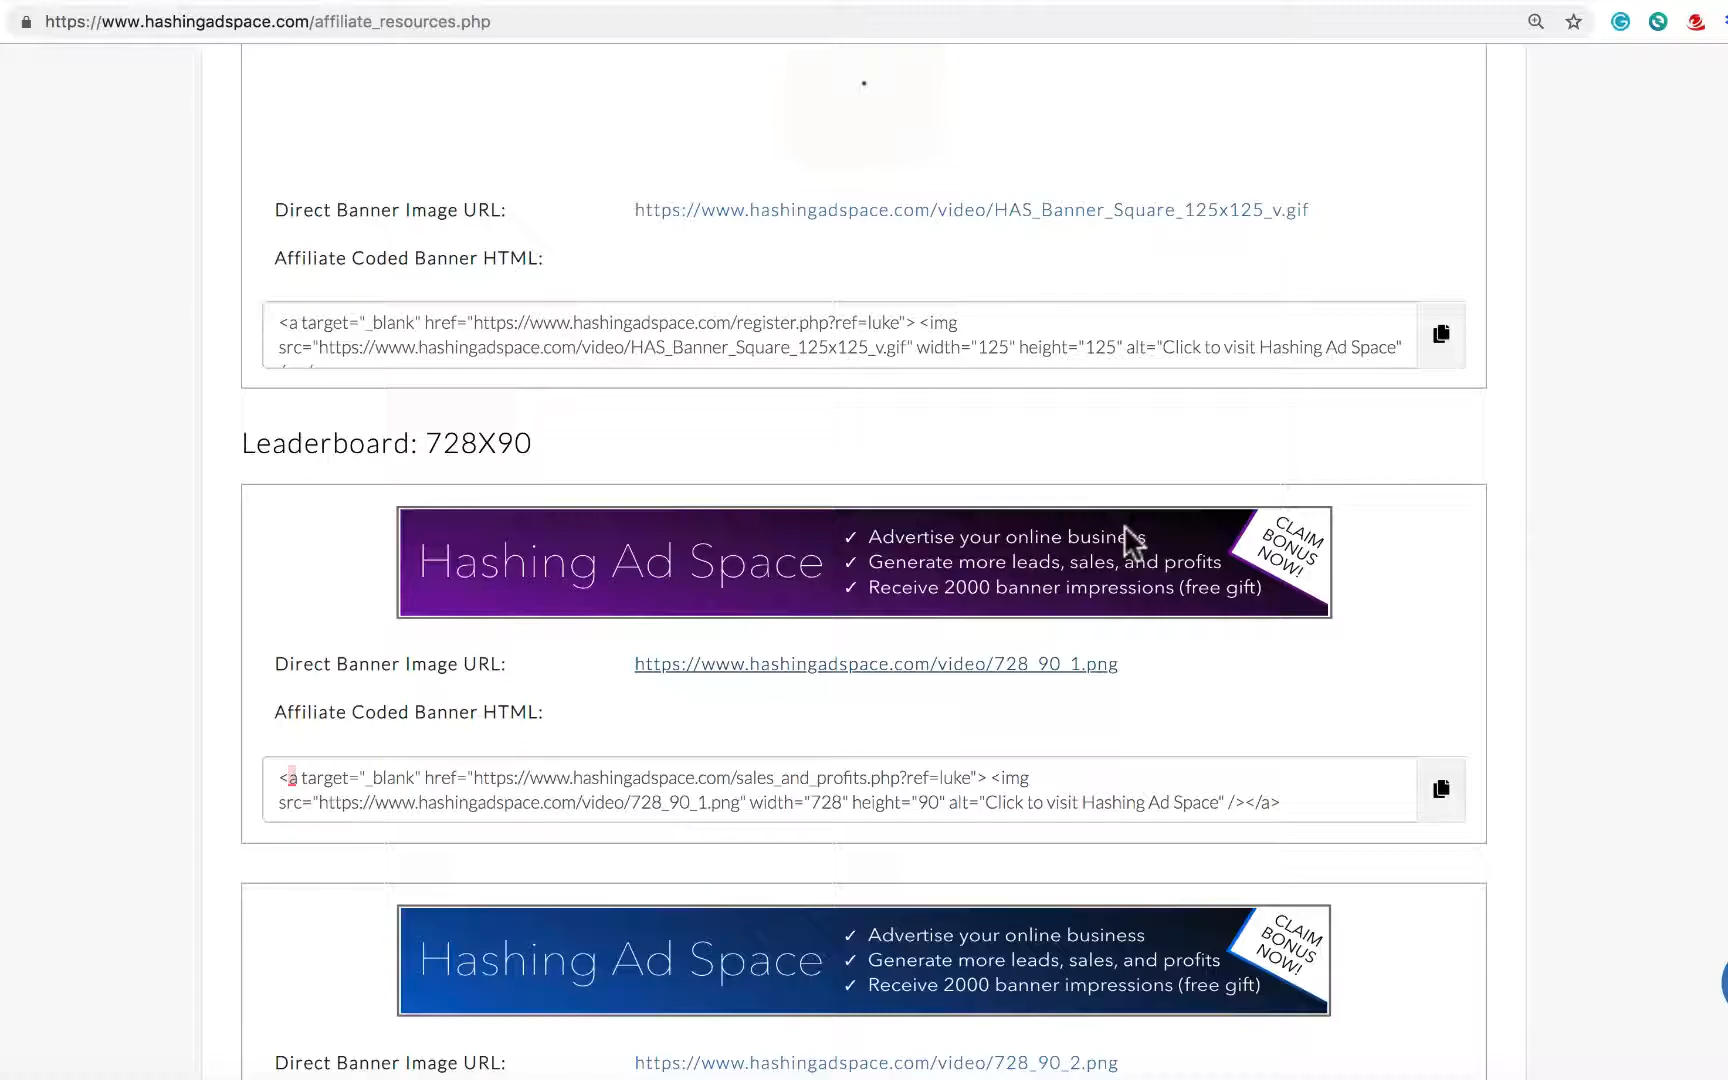 https://www.hashingadspace.com/affiliate_resources.php
Direct Banner Image URL: https://www.hashingadspace.com/video/HAS_Banner_Square_125x125_v.gif
Affiliate Coded Banner HTML:
<a target="_blank" href="https://www.hashingadspace.com/register.php?ref=luke"> <img
src="https://www.hashingadspace.com/video/HAS_Banner_Square_125x125_v.gif" width="125" height="125" alt="Click to visit Hashing Ad Space"
Leaderboard: 728X90
Hashing Ad Space
✓ Advertise your online business
✓ Generate more leads, sales, and profits
✓ Receive 2000 banner impressions (free gift)
CLAIM
BONUS
NOW!
Direct Banner Image URL: https://www.hashingadspace.com/video/728_90_1.png
Affiliate Coded Banner HTML:
<a target="_blank" href="https://www.hashingadspace.com/sales_and_profits.php?ref=luke"> <img
src="https://www.hashingadspace.com/video/728_90_1.png" width="728" height="90" alt="Click to visit Hashing Ad Space" /></a>
Hashing Ad Space
✓ Advertise your online business
✓ Generate more leads, sales, and profits
✓ Receive 2000 banner impressions (free gift)
CLAIM
BONUS
NOW!
Direct Banner Image URL: https://www.hashingadspace.com/video/728_90_2.png